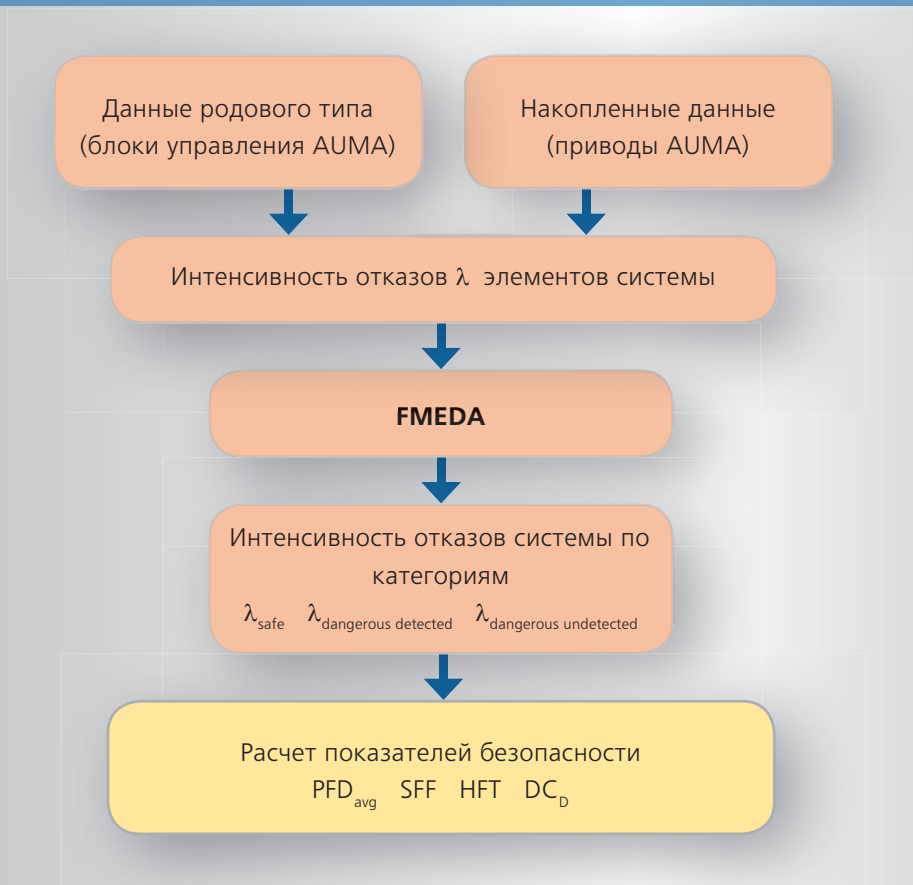 Данные родового типа
(блоки управления AUMA)
Накопленные данные
(приводы AUMA)
Интенсивность отказов λ элементов системы
FMEDA
Интенсивность отказов системы по
категориям
λsafe λdangerous detected λdangerous undetected
Расчет показателей безопасности
PFDavg SFF HFT DCD